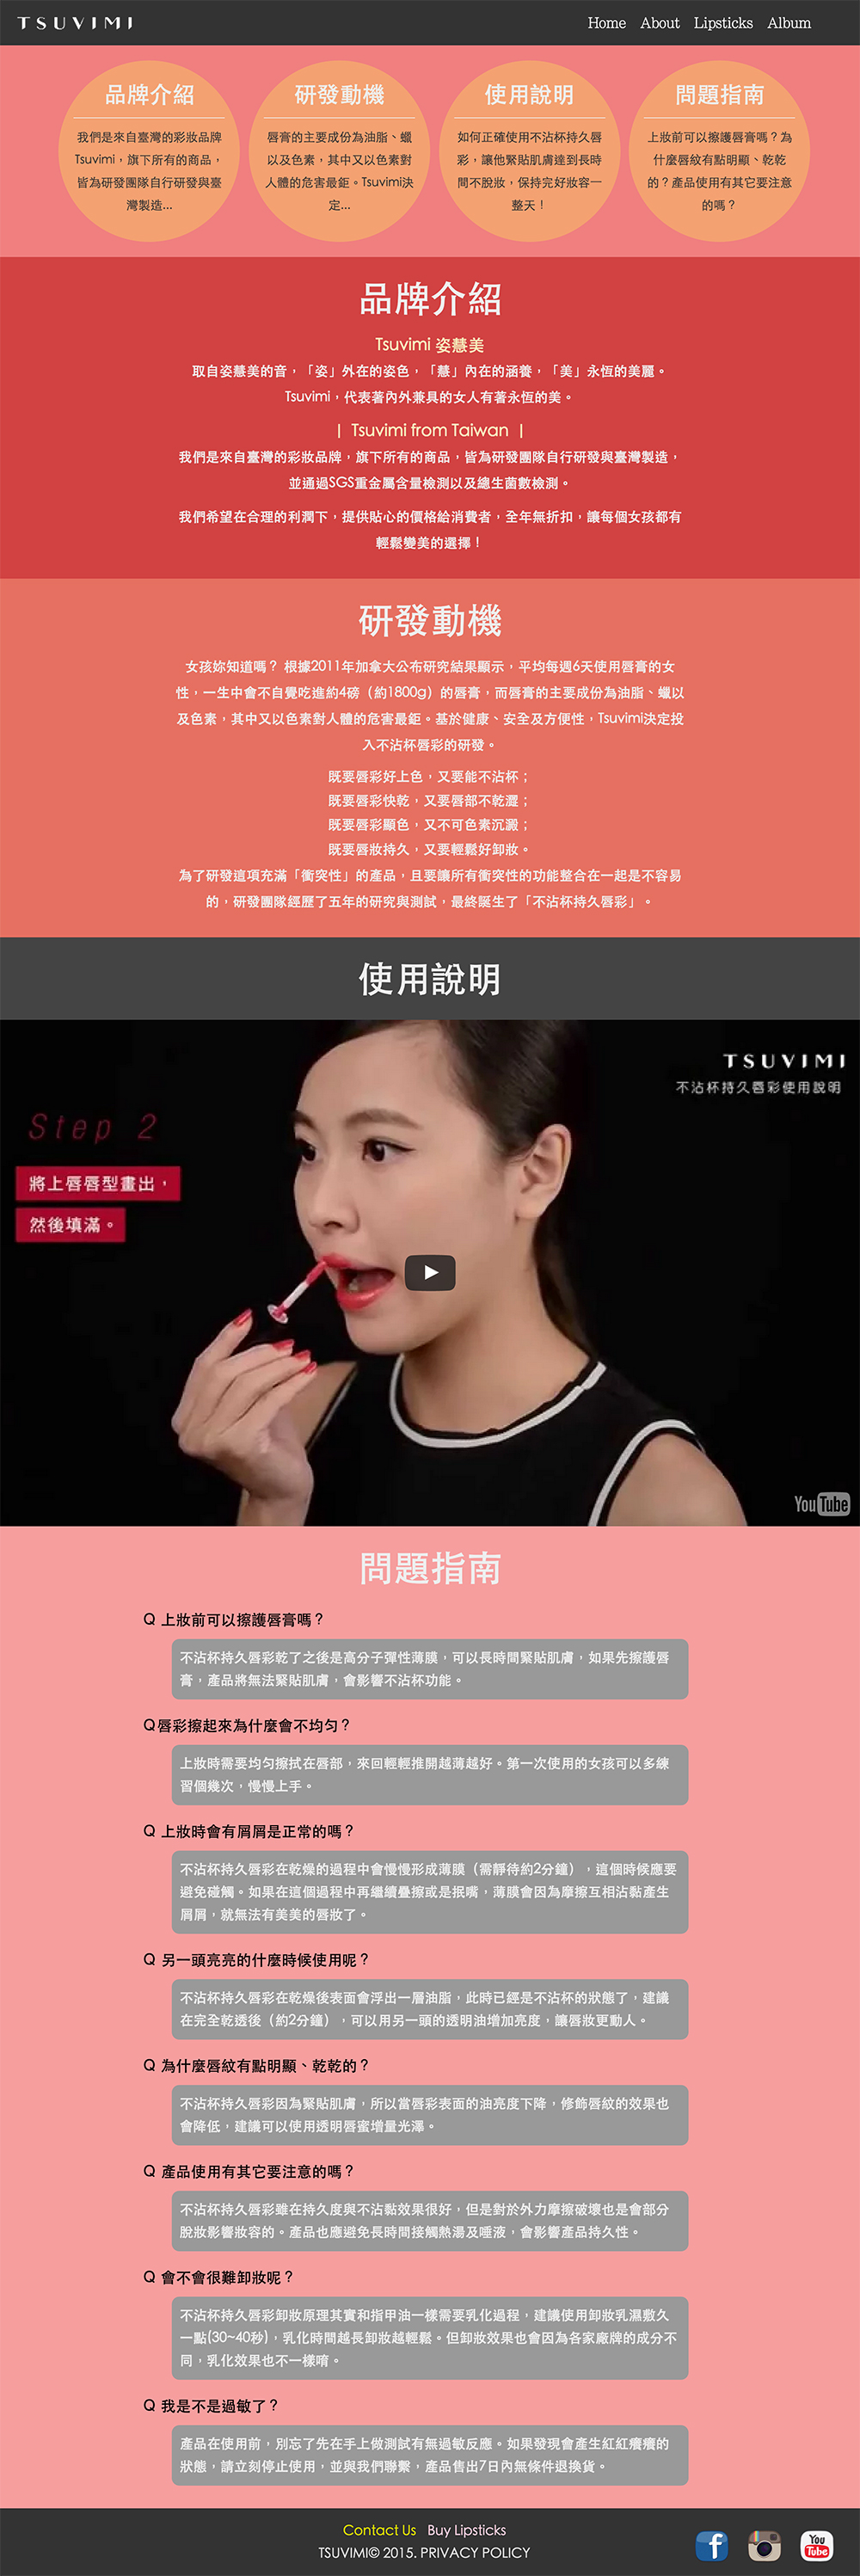 TSUVIMI
Home About Lipsticks Album
品牌介紹
我們是來自臺灣的彩妝品牌
Tsuvimi，旗下所有的商品，
皆為研發團隊自行研發與臺
灣製造...
研發動機
唇膏的主要成份為油脂、蠟
以及色素，其中又以色素對
人體的危害最鉅。Tsuvimi決
定...
使用說明
如何正確使用不沾杯持久唇
彩，讓他緊貼肌膚達到長時
間不脫妝，保持完好妝容一
整天！
問題指南
上妝前可以擦護唇膏嗎？為
什麼唇紋有點明顯、乾乾
的？產品使用有其它要注意
的嗎？
品牌介紹
Tsuvimi 姿慧美
取自姿慧美的音，「姿」外在的姿色，「慧」內在的涵養，「美」永恆的美麗。
Tsuvimi，代表著內外兼具的女人有著永恆的美。
| Tsuvimi from Taiwan |
我們是來自臺灣的彩妝品牌，旗下所有的商品，皆為研發團隊自行研發與臺灣製造，
並通過SGS重金屬含量檢測以及總生菌數檢測。
我們希望在合理的利潤下，提供貼心的價格給消費者，全年無折扣，讓每個女孩都有
輕鬆變美的選擇！
研發動機
女孩妳知道嗎？ 根據2011年加拿大公布研究結果顯示，平均每週6天使用唇膏的女
性，一生中會不自覺吃進約4磅（約1800g）的唇膏，而唇膏的主要成份為油脂、蠟以
及色素，其中又以色素對人體的危害最鉅。基於健康、安全及方便性，Tsuvimi決定投
入不沾杯唇彩的研發。
既要唇彩好上色，又要能不沾杯；
既要唇彩快乾，又要唇部不乾澀；
既要唇彩顯色，又不可色素沉澱；
既要唇妝持久，又要輕鬆好卸妝。
為了研發這項充滿「衝突性」的產品，且要讓所有衝突性的功能整合在一起是不容易
的，研發團隊經歷了五年的研究與測試，最終誕生了「不沾杯持久唇彩」。
使用說明
TSUVIMI
不沾杯持久唇彩使用說明
Step 2
將上唇唇型畫出，
然後填滿。
YouTube
問題指南
Q 上妝前可以擦護唇膏嗎？
不沾杯持久唇彩乾了之後是高分子彈性薄膜，可以長時間緊貼肌膚，如果先擦護唇
膏，產品將無法緊貼肌膚，會影響不沾杯功能。
Q唇彩擦起來為什麼會不均勻？
上妝時需要均勻擦拭在唇部，來回輕輕推開越薄越好。第一次使用的女孩可以多練
習個幾次，慢慢上手。
Q 上妝時會有屑屑是正常的嗎？
不沾杯持久唇彩在乾燥的過程中會慢慢形成薄膜（需靜待約2分鐘），這個時候應要
避免碰觸。如果在這個過程中再繼續疊擦或是抿嘴，薄膜會因為摩擦互相沾黏產生
屑屑，就無法有美美的唇妝了。
Q 另一頭亮亮的什麼時候使用呢？
不沾杯持久唇彩在乾燥後表面會浮出一層油脂，此時已經是不沾杯的狀態了，建議
在完全乾透後（約2分鐘），可以用另一頭的透明油增加亮度，讓唇妝更動人。
Q 為什麼唇紋有點明顯、乾乾的？
不沾杯持久唇彩因為緊貼肌膚，所以當唇彩表面的油亮度下降，修飾唇紋的效果也
會降低，建議可以使用透明唇蜜增量光澤。
Q 產品使用有其它要注意的嗎？
不沾杯持久唇彩雖在持久度與不沾黏效果很好，但是對於外力摩擦破壞也是會部分
脫妝影響妝容的。產品也應避免長時間接觸熱湯及唾液，會影響產品持久性。
Q 會不會很難卸妝呢？
不沾杯持久唇彩卸妝原理其實和指甲油一樣需要乳化過程，建議使用卸妝乳濕敷久
一點(30~40秒)，乳化時間越長卸妝越輕鬆。但卸妝效果也會因為各家廠牌的成分不
同，乳化效果也不一樣唷。
Q 我是不是過敏了？
產品在使用前，別忘了先在手上做測試有無過敏反應。如果發現會產生紅紅癢癢的
狀態，請立刻停止使用，並與我們聯繫，產品售出7日內無條件退換貨。
Contact Us Buy Lipsticks
TSUVIMI© 2015. PRIVACY POLICY
f
You
Tube